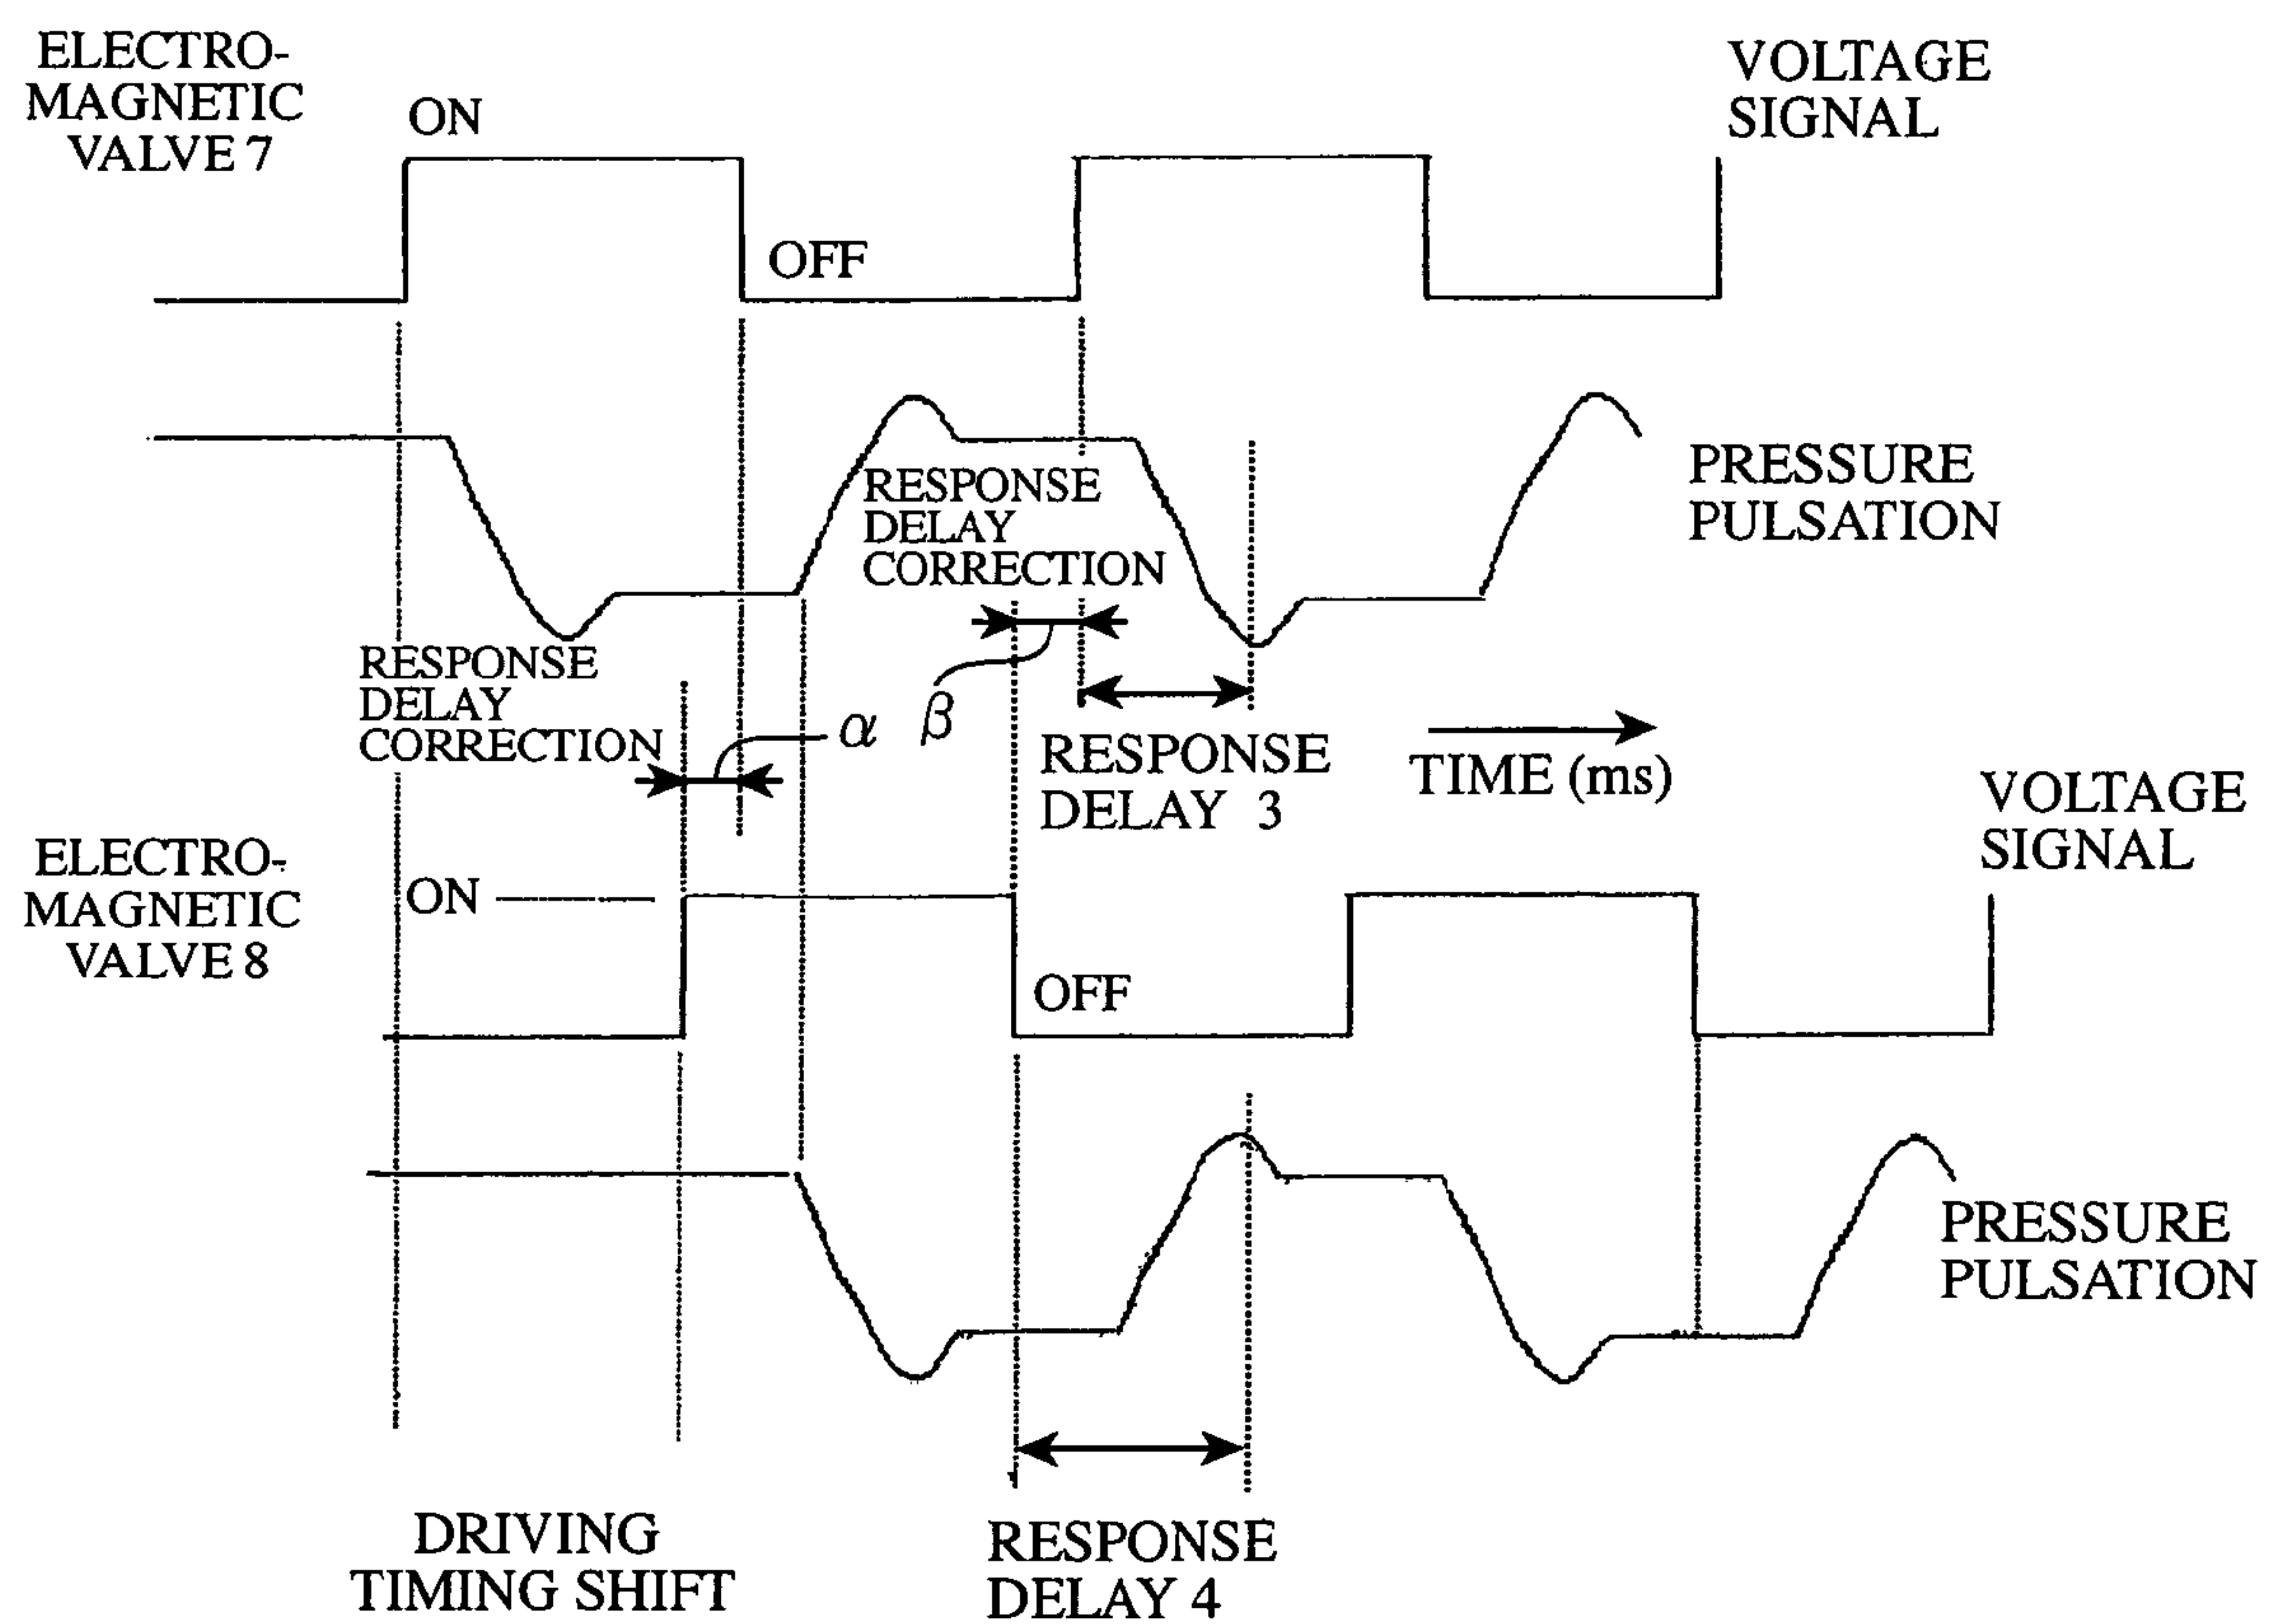 ELECTRO-
MAGNETIC
VALVE 7
ON
OFF
VOLTAGE
SIGNAL
PRESSURE
PULSATION
RESPONSE
DELAY
CORRECTION
RESPONSE
DELAY
CORRECTION
α
β
RESPONSE
DELAY 3
TIME (ms)
ELECTRO-
MAGNETIC
VALVE 8
ON
OFF
VOLTAGE
SIGNAL
PRESSURE
PULSATION
DRIVING
TIMING SHIFT
RESPONSE
DELAY 4